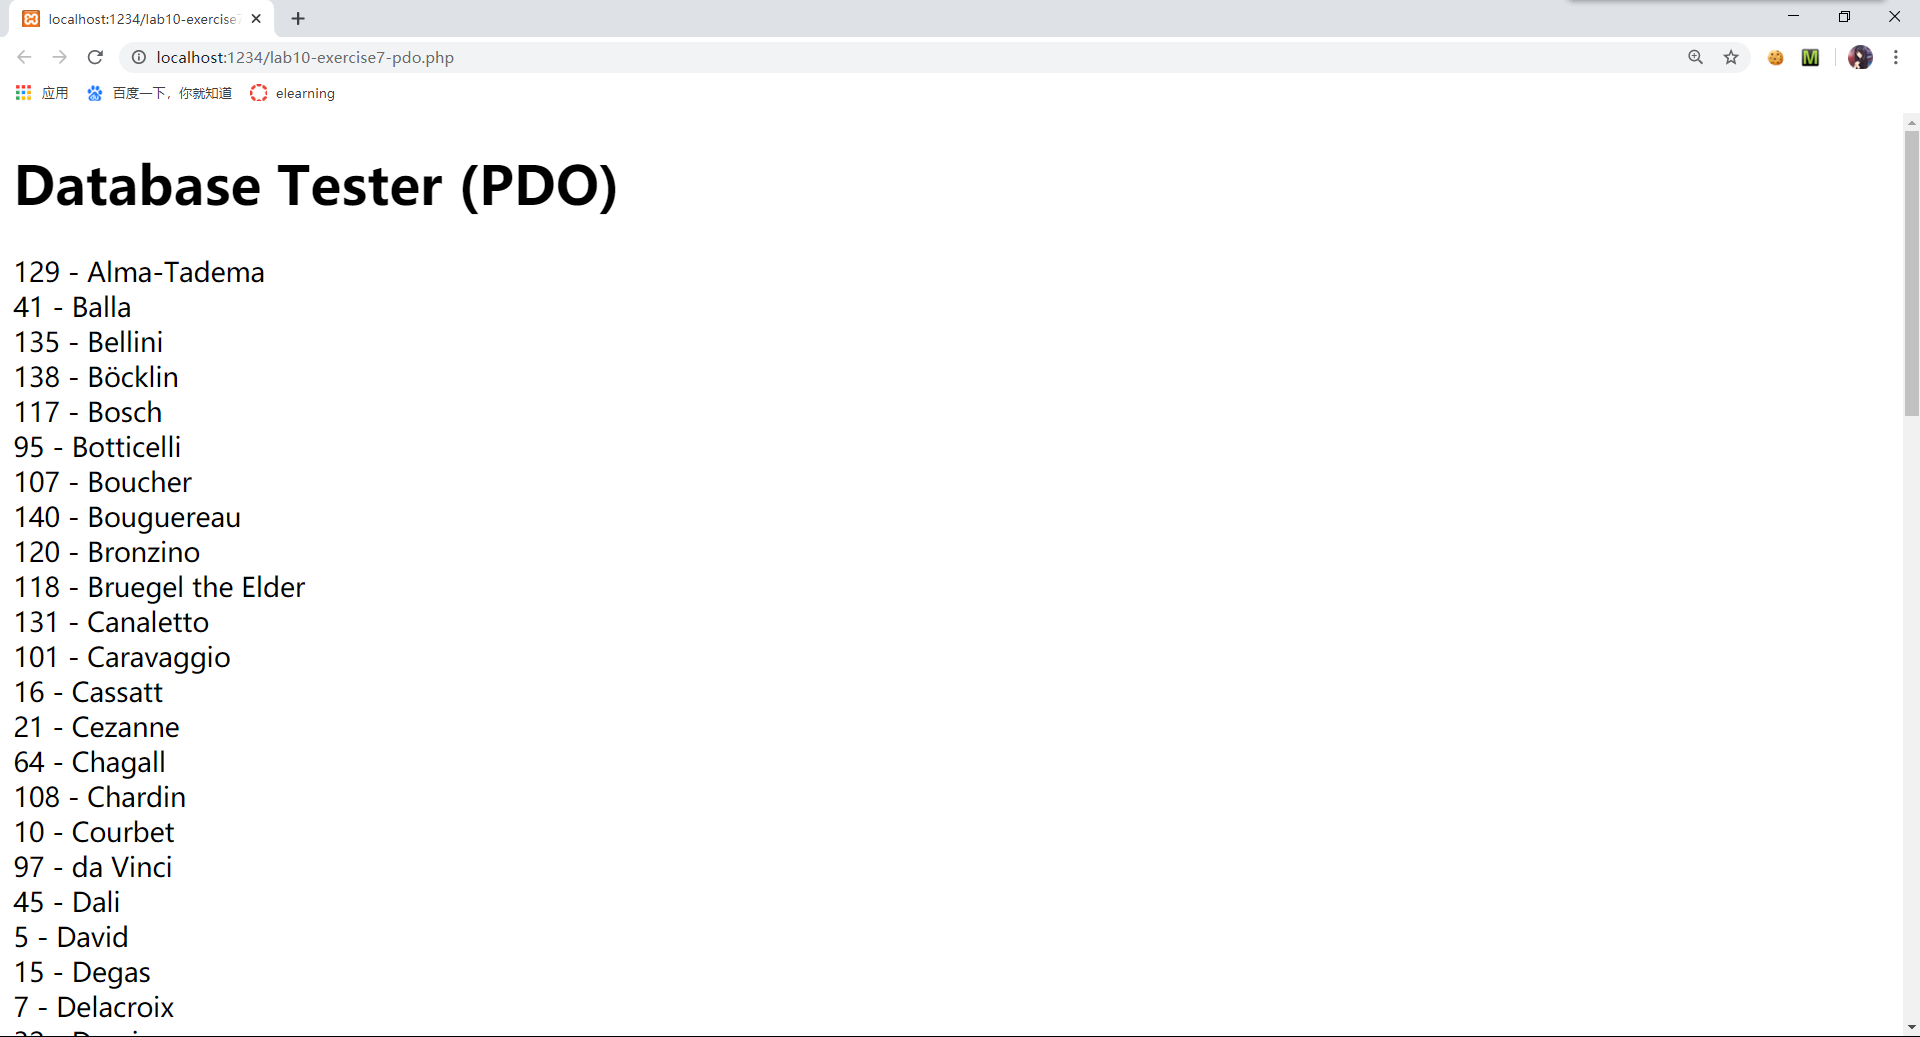 localhost:1234/lab10-exercise7
localhost:1234/lab10-exercise7-pdo.php
应用 百度一下，你就知道 elearning
Database Tester (PDO)
129 - Alma-Tadema
41 - Balla
135 - Bellini
138 - Böcklin
117 - Bosch
95 - Botticelli
107 - Boucher
140 - Bouguereau
120 - Bronzino
118 - Bruegel the Elder
131 - Canaletto
101 - Caravaggio
16 - Cassatt
21 - Cezanne
64 - Chagall
108 - Chardin
10 - Courbet
97 - da Vinci
45 - Dali
5 - David
15 - Degas
7 - Delacroix